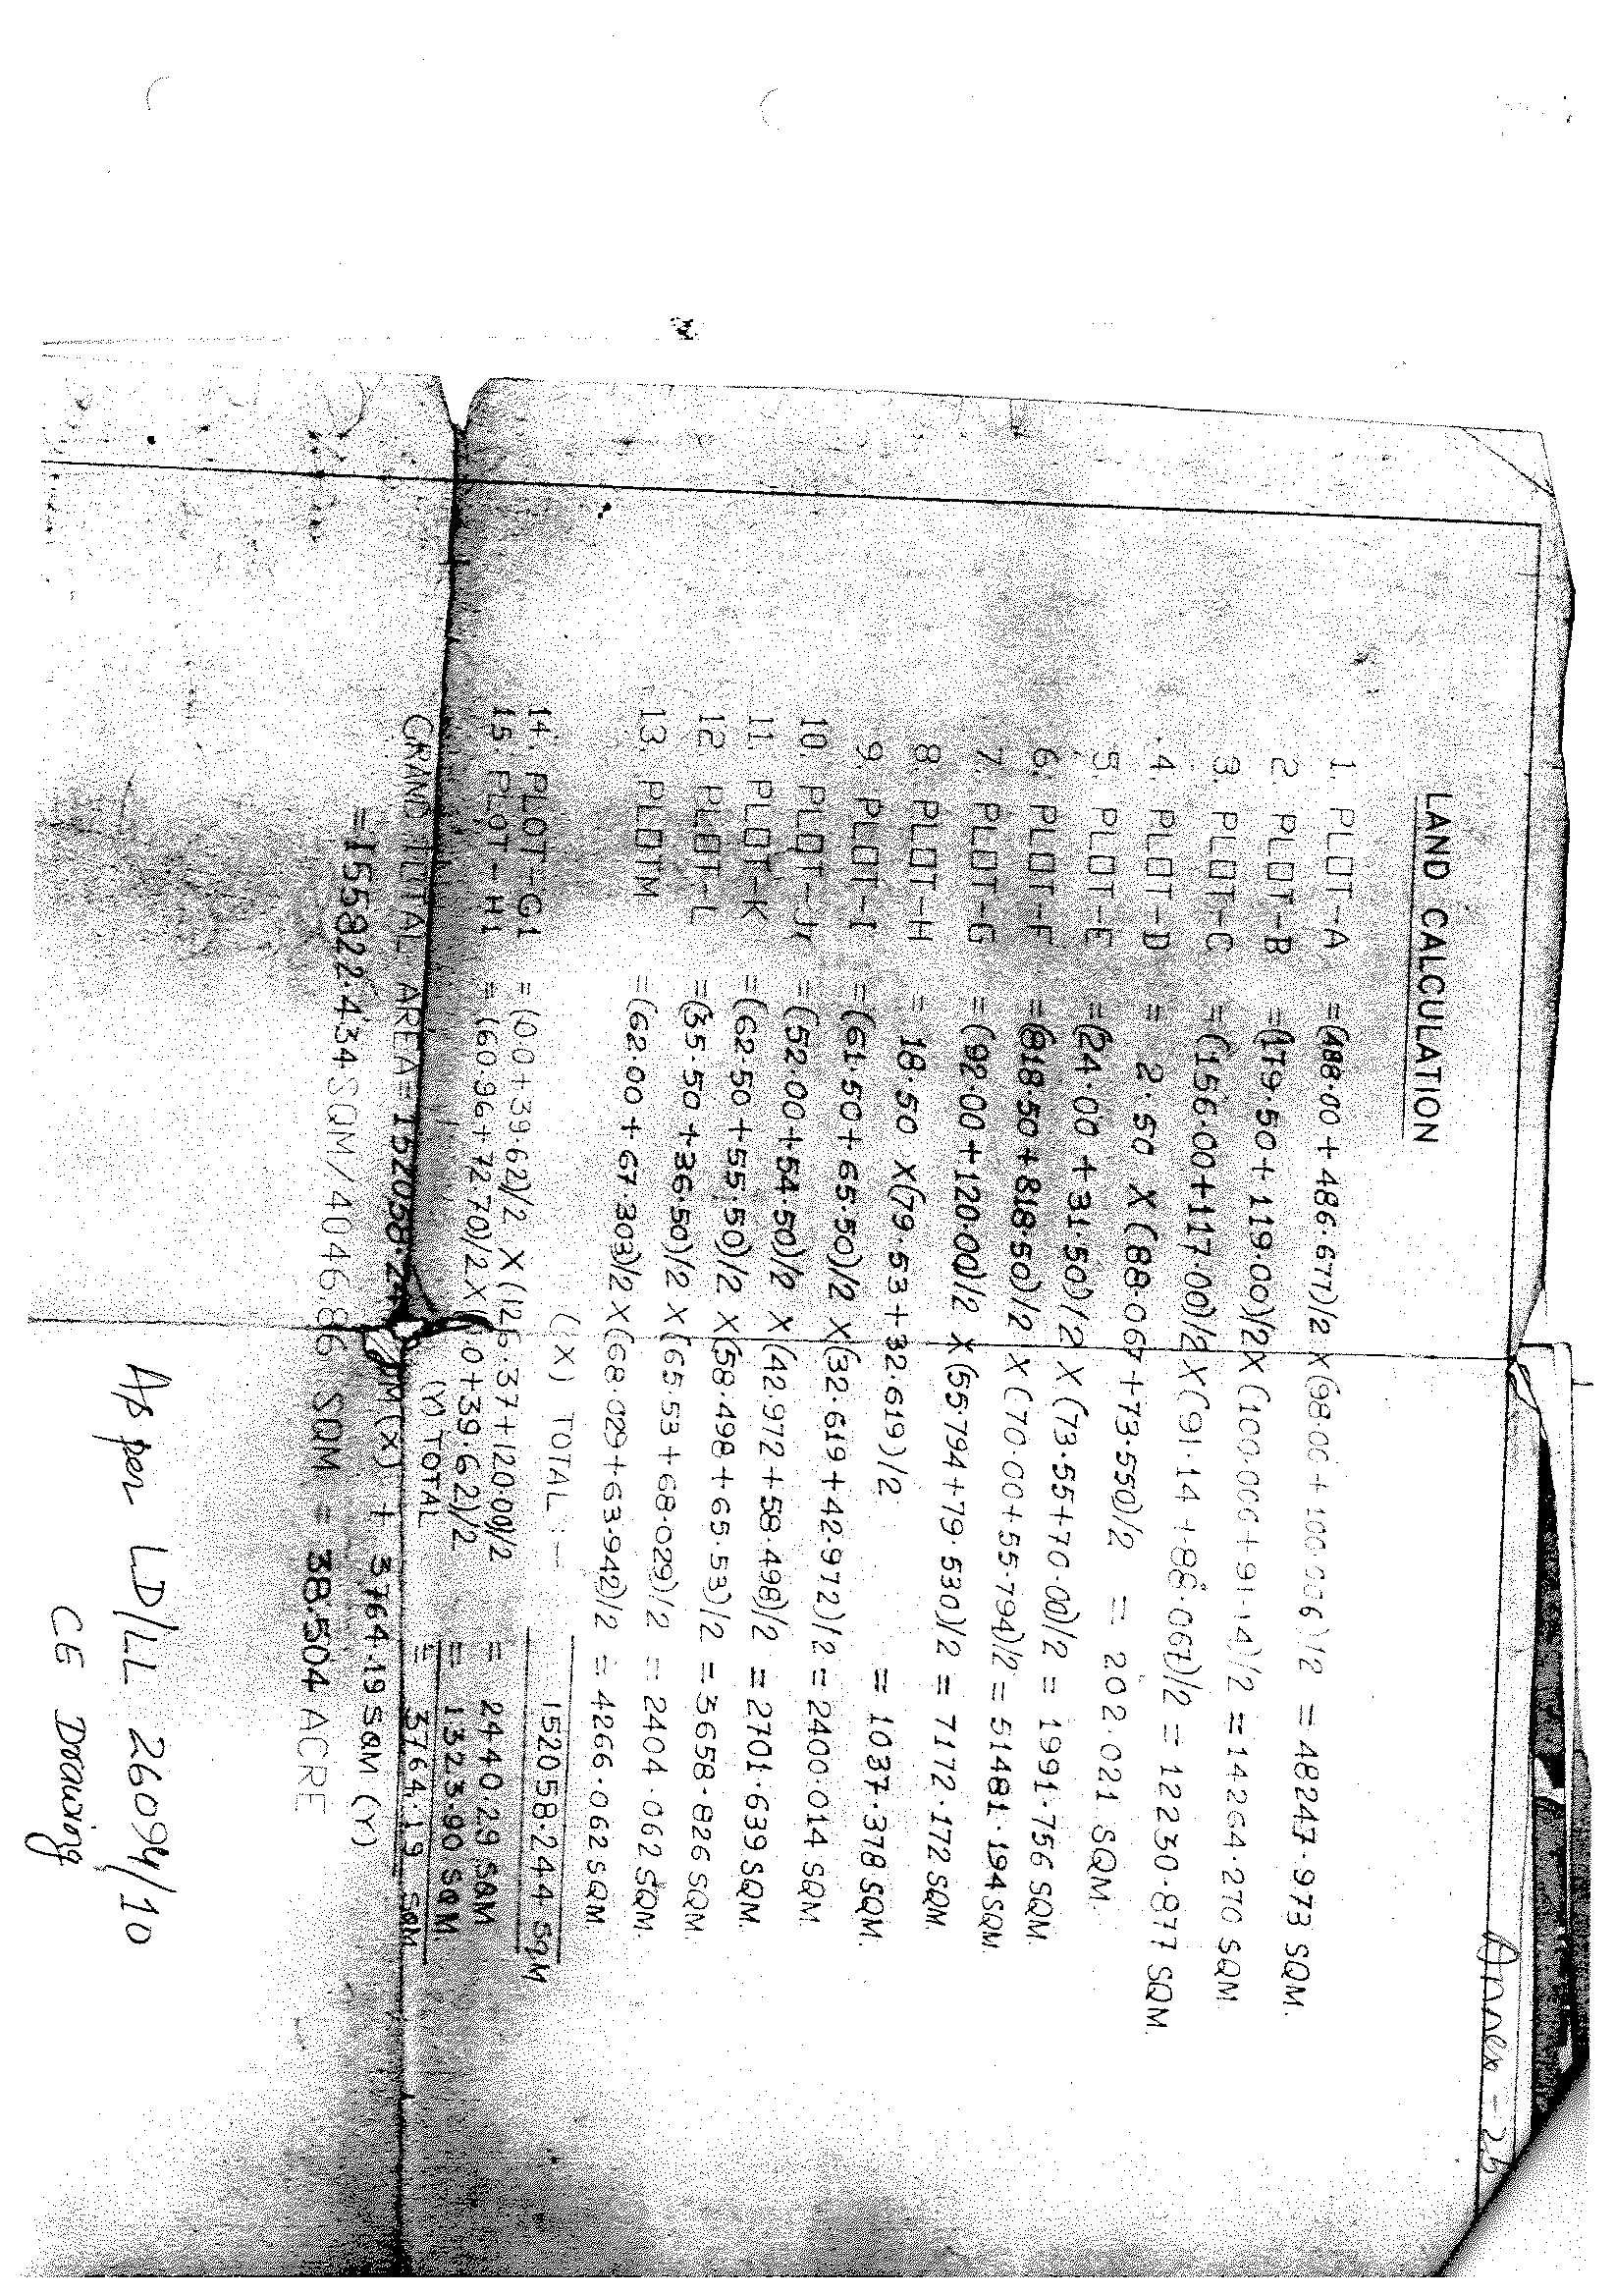 Annex - 2b
LAND CALCULATION
1. PLOT-A = (488.00+486.677)/2 X (98.00+100.006)/2 = 48247.973 SQM.
2. PLOT-B = (179.50+119.00)/2 X (100.006+91.14)/2 = 14264.270 SQM.
3. PLOT-C = (156.00+117.00)/2 X (91.14+88.067)/2 = 12230.877 SQM.
4. PLOT-D = 2.50 X (88.067+73.550)/2 = 202.021 SQM.
5. PLOT-E = (24.00+31.50)/2 X (73.55+70.00)/2 = 1991.756 SQM.
6. PLOT-F = (818.50+818.50)/2 X (70.00+55.794)/2 = 51481.194 SQM.
7. PLOT-G = (92.00+120.00)/2 X (55.794+79.530)/2 = 7172.172 SQM.
8. PLOT-H = 18.50 X (79.53+32.619)/2 = 1037.378 SQM.
9. PLOT-I = (61.50+65.50)/2 X (32.619+42.972)/2 = 2400.014 SQM
10. PLOT-J = (52.00+54.50)/2 X (42.972+58.498)/2 = 2701.639 SQM.
11. PLOT-K = (62.50+55.50)/2 X (58.498+65.53)/2 = 3658.826 SQM.
12. PLOT-L = (35.50+36.50)/2 X (65.53+68.029)/2 = 2404.062 SQM.
13. PLOT M = (62.00+67.303)/2 X (68.029+63.942)/2 = 4266.062 SQM.
(X) TOTAL :- 152058.244 SQM
14. PLOT-G1 = (0.0+39.62)/2 X (126.37+120.00)/2 = 2440.29 SQM
15. PLOT-H1 = (60.96+72.70)/2 X (0.0+39.62)/2 = 1323.90 SQM.
(Y) TOTAL = 3764.19 SQM.
GRAND TOTAL AREA = 152058.244 SQM (X) + 3764.19 SQM (Y)
= 155822.434 SQM / 4046.86 SQM = 38.504 ACRE
As per LD/LL 26094/10
CE Drawing